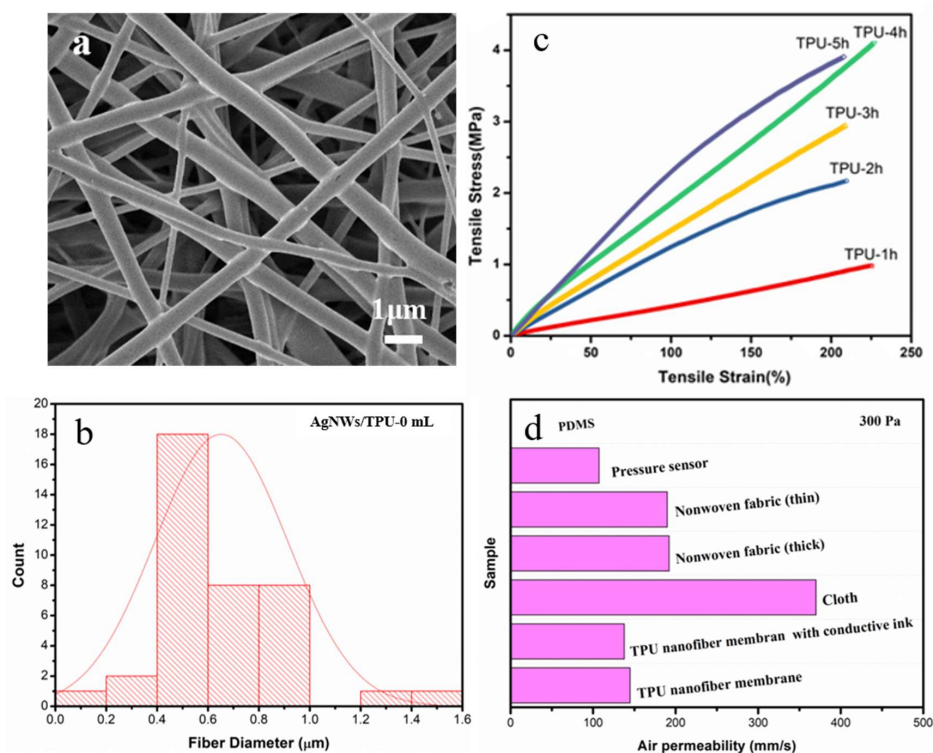 a
1μm
c
Tensile Stress(MPa)
4
3
2
1
0
TPU-5h
TPU-4h
TPU-3h
TPU-2h
TPU-1h
0
50
100
150
200
250
Tensile Strain(%)
b
AgNWs/TPU-0 mL
Count
20
18
16
14
12
10
8
6
4
2
0
0.0
0.2
0.4
0.6
0.8
1.0
1.2
1.4
1.6
Fiber Diameter (μm)
d
PDMS
300 Pa
Sample
Pressure sensor
Nonwoven fabric (thin)
Nonwoven fabric (thick)
Cloth
TPU nanofiber membran with conductive ink
TPU nanofiber membrane
0
100
200
300
400
500
Air permeability (mm/s)